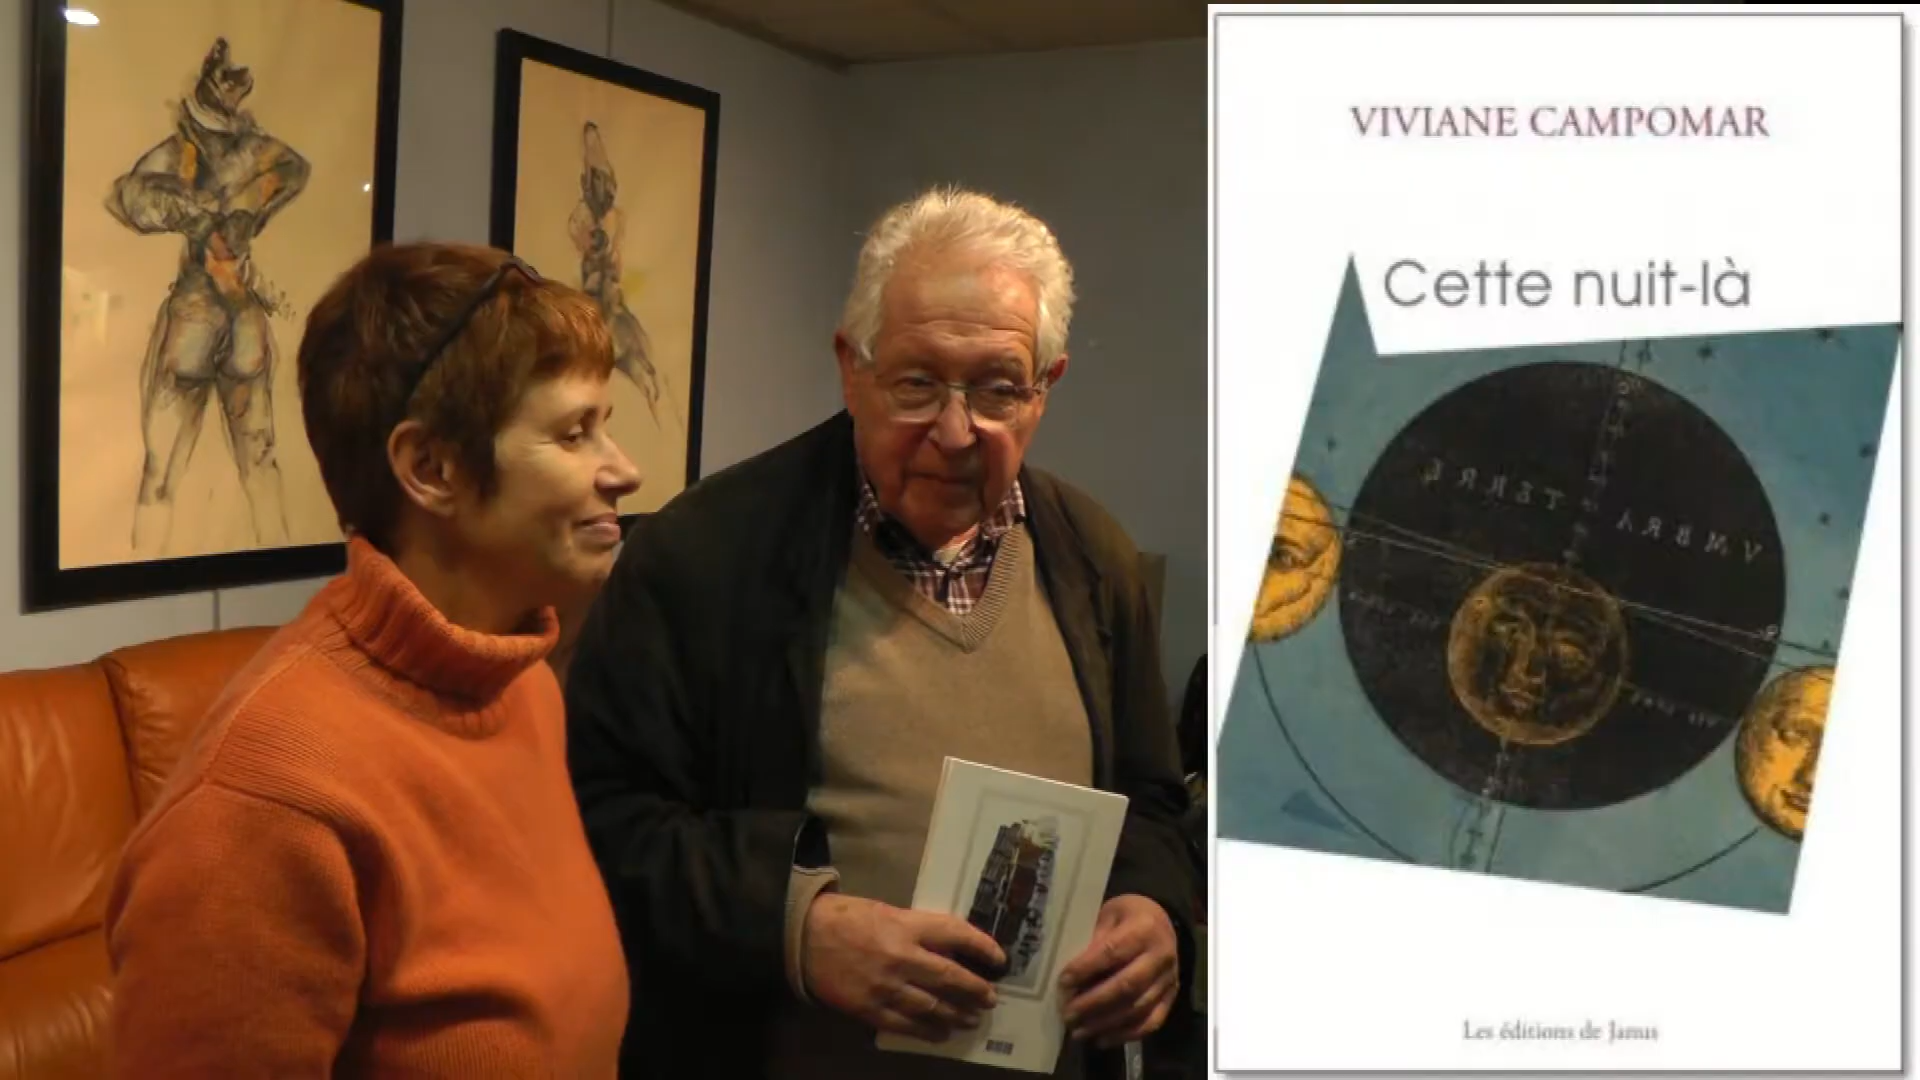 VIVIANE CAMPOMAR
Cette nuit-là
VMBRA TERRÆ
Les éditions de Janus